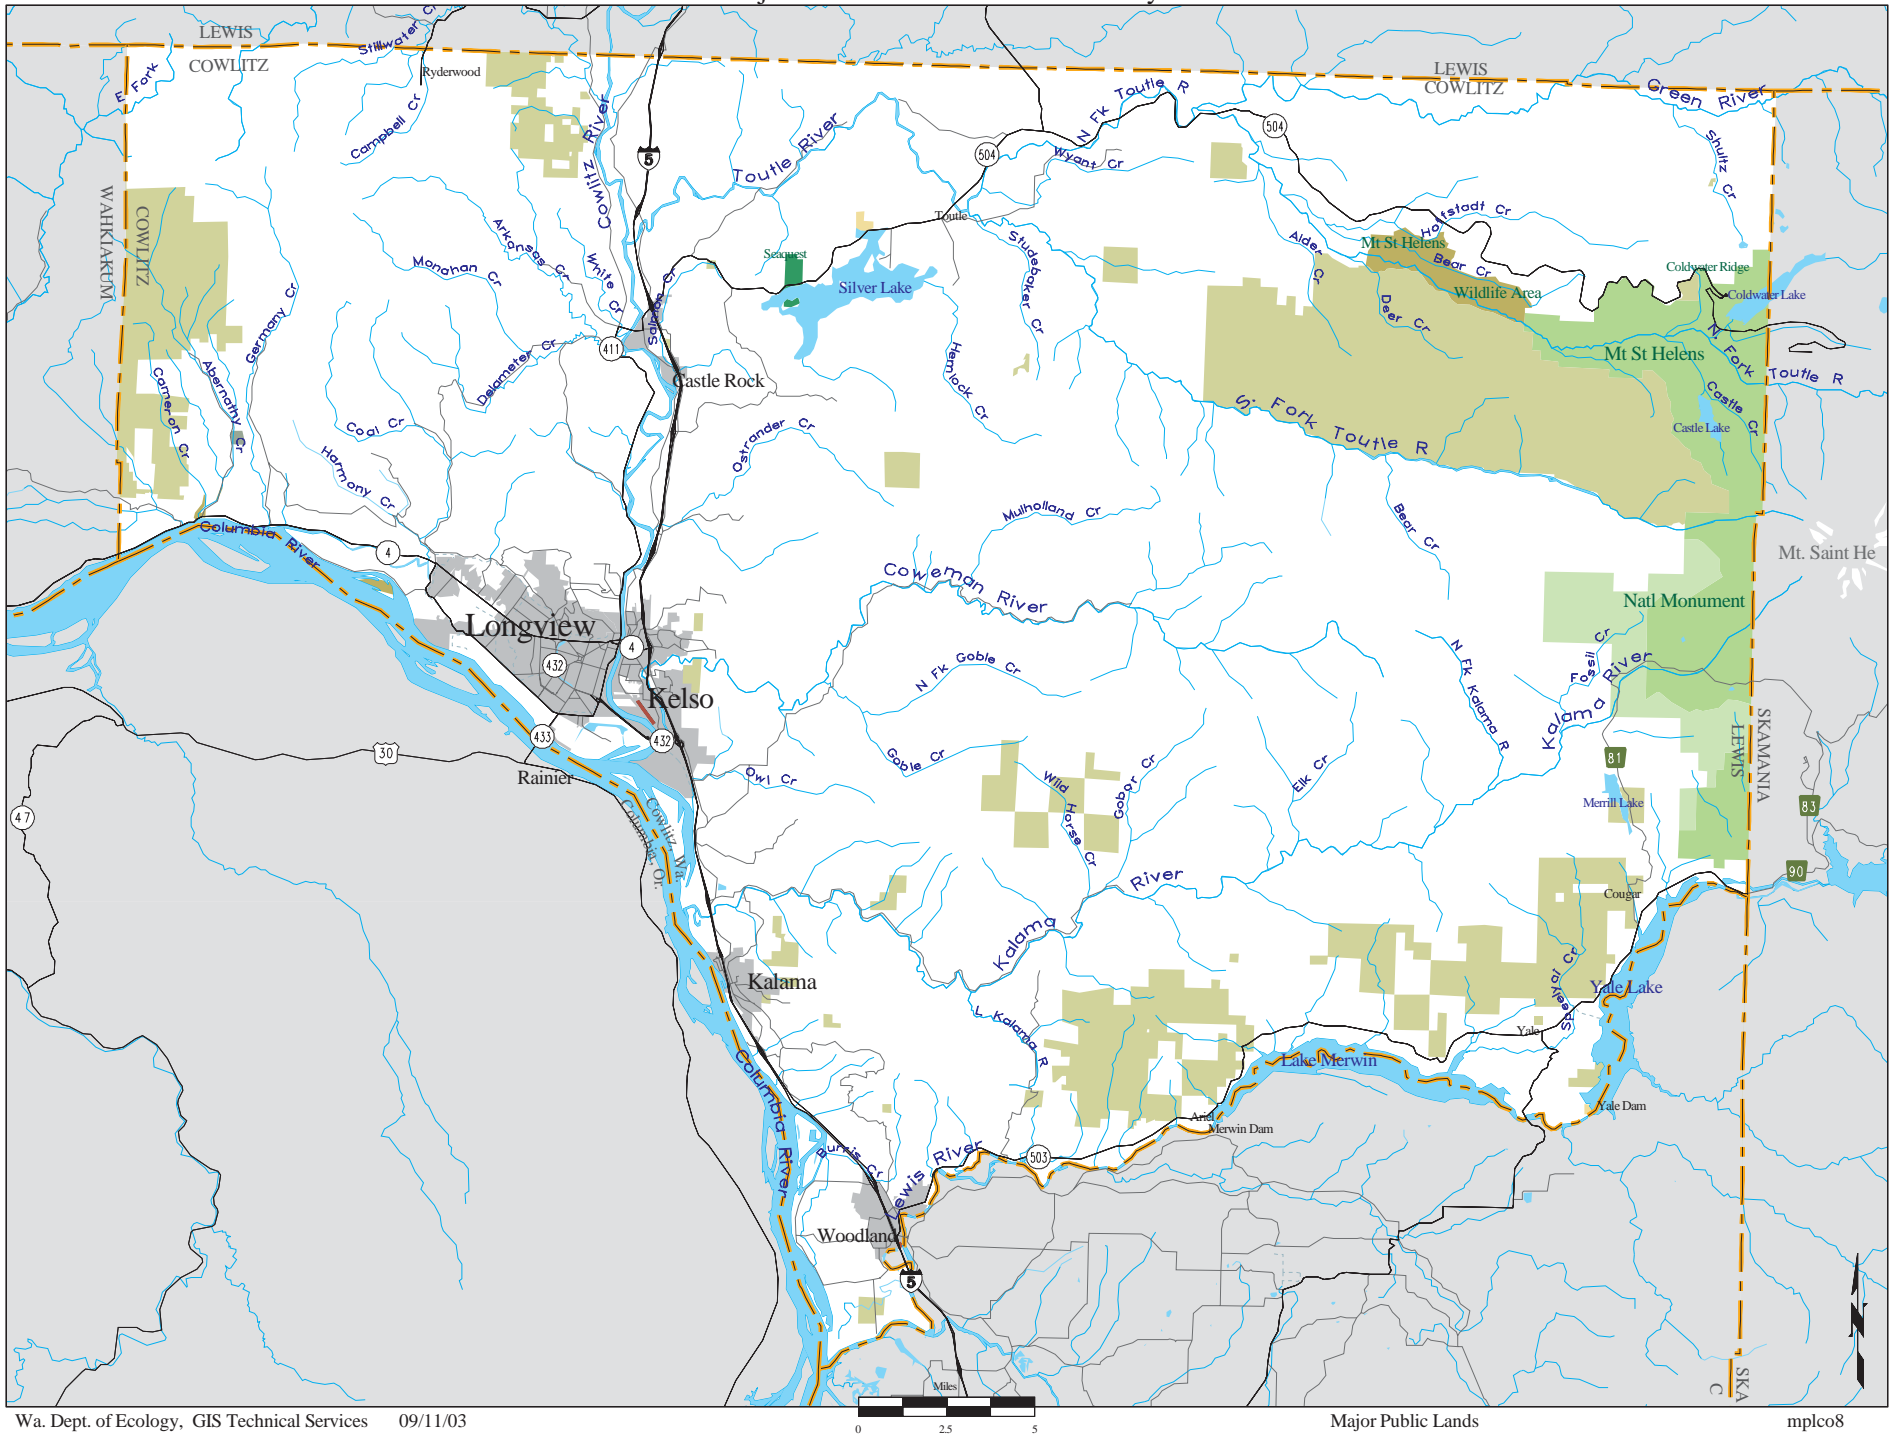 LEWIS
COWLITZ
Stillwater Cr
Ryderwood
E Fork
Campbell Cr
Cowlitz River
5
Toutle River
504
N Fk Toutle R
Wyant Cr
504
LEWIS
COWLITZ
Green River
Shultz Cr
WAHKIAKUM
COWLITZ
Arkansas Cr
White Cr
Monahan Cr
Germany Cr
Salmon Cr
Seaquest
Silver Lake
Toutle
Studebaker Cr
Hemlock Cr
Alder Cr
Hoffstadt Cr
Mt St Helens
Bear Cr
Wildlife Area
Deer Cr
Coldwater Ridge
Coldwater Lake
Mt St Helens
N. Fork Toutle R
Castle Cr
Castle Lake
411
Delameter Cr
Castle Rock
Cameron Cr
Abernathy Cr
Coal Cr
Harmony Cr
Ostrander Cr
S. Fork Toutle R
Mulholland Cr
Bear Cr
Columbia River
4
Coweman River
Mt. Saint He
Natl Monument
Longview
432
4
Kelso
432
433
N Fk Goble Cr
N Fk Kalama R
Fossil Cr
Kalama River
30
Rainier
Goble Cr
Owl Cr
Wild Horse Cr
Gobar Cr
Elk Cr
81
Merrill Lake
SKAMANIA
LEWIS
83
90
47
Cowlitz, Wa.
Columbia, Or.
Kalama River
Cougar
Kalama
L Kalama R
Speelyai Cr
Yale Lake
Yale
Lake Merwin
Yale Dam
Ariel
Merwin Dam
Columbia River
Burris Cr
Lewis River
503
Woodland
5
N
SKA
C
Miles
0 2.5 5
Wa. Dept. of Ecology, GIS Technical Services 09/11/03
Major Public Lands
mplco8